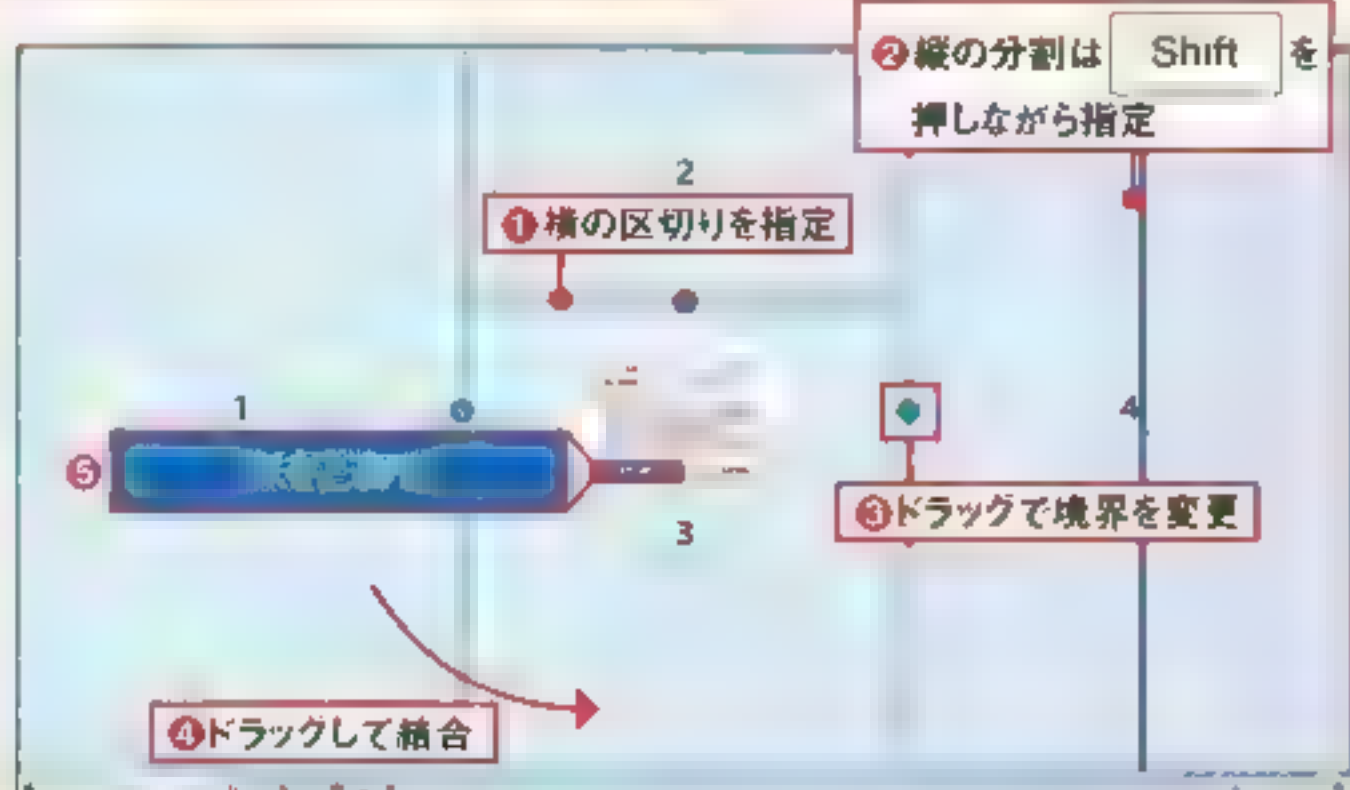 ❷縦の分割は Shift を
押しながら指定
2
❶横の区切りを指定
1
4
❺
❸ドラッグで境界を変更
3
❹ドラッグして結合